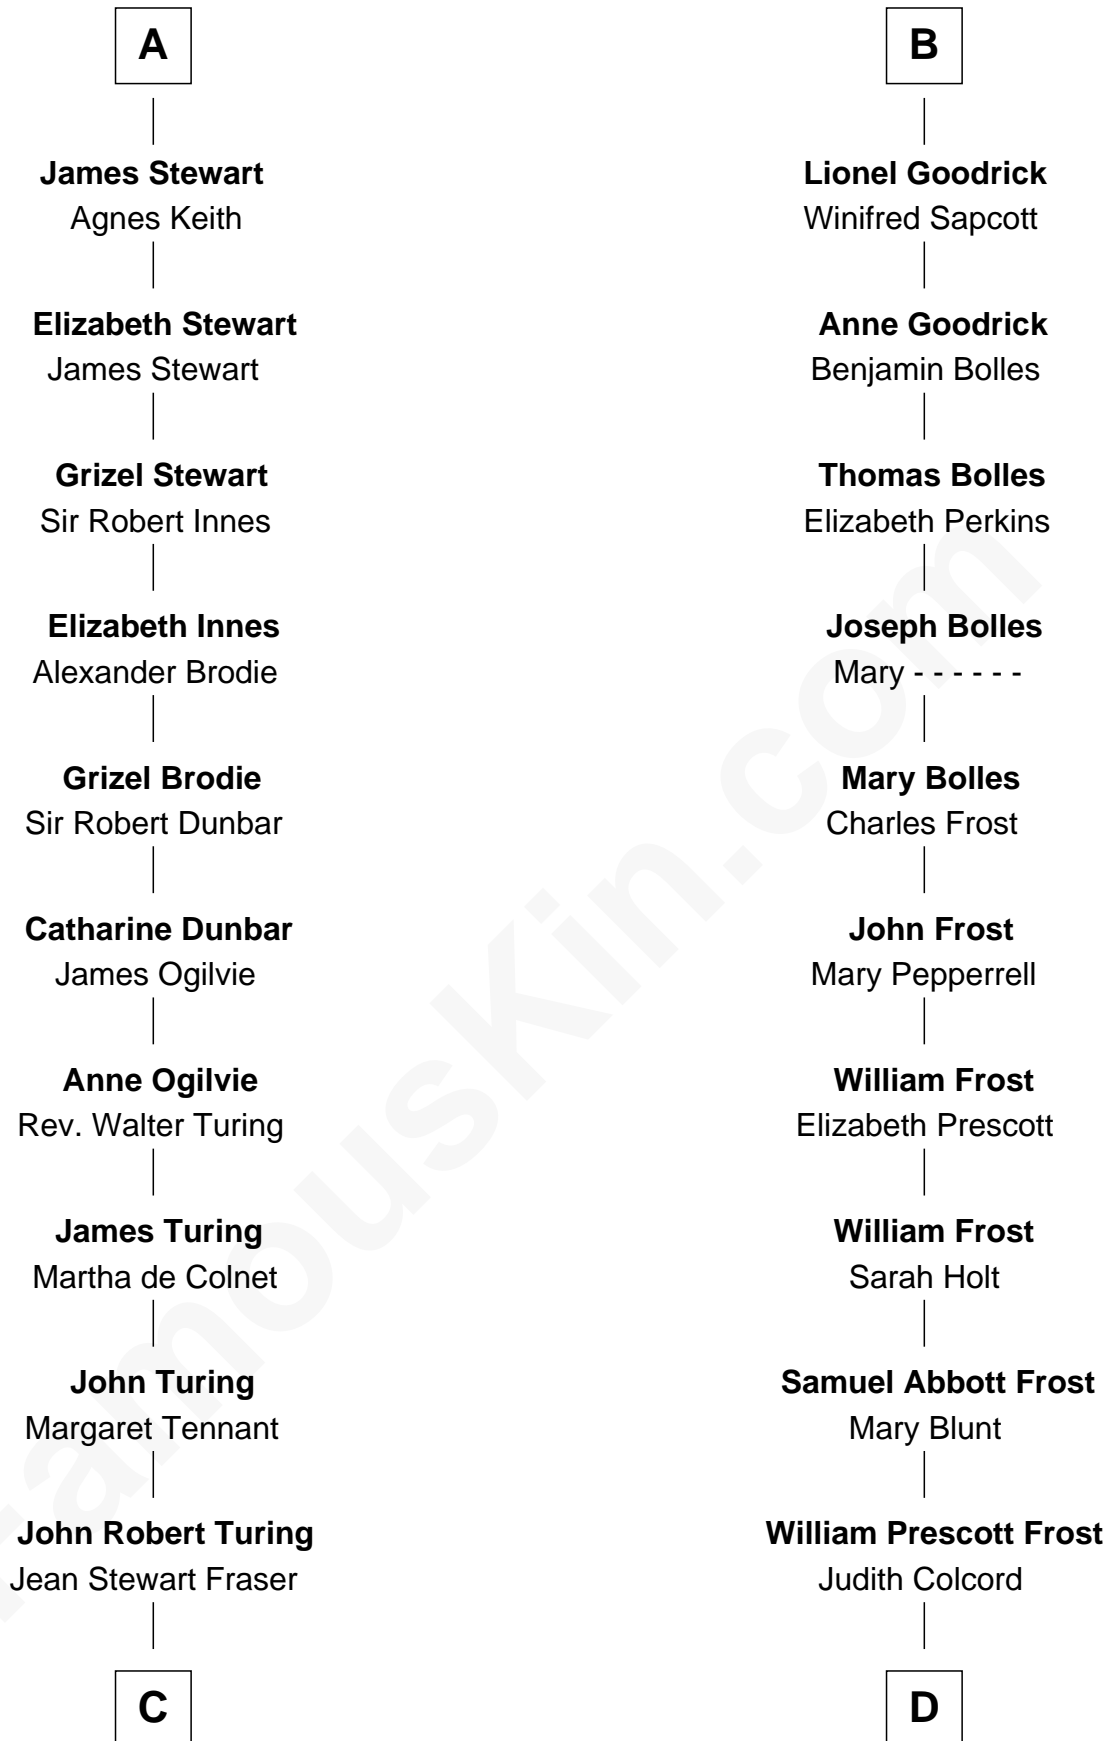 A
James Stewart
Agnes Keith
Elizabeth Stewart
James Stewart
Grizel Stewart
Sir Robert Innes
Elizabeth Innes
Alexander Brodie
Grizel Brodie
Sir Robert Dunbar
Catharine Dunbar
James Ogilvie
Anne Ogilvie
Rev. Walter Turing
James Turing
Martha de Colnet
John Turing
Margaret Tennant
John Robert Turing
Jean Stewart Fraser
C
B
Lionel Goodrick
Winifred Sapcott
Anne Goodrick
Benjamin Bolles
Thomas Bolles
Elizabeth Perkins
Joseph Bolles
Mary - - - - - -
Mary Bolles
Charles Frost
John Frost
Mary Pepperrell
William Frost
Elizabeth Prescott
William Frost
Sarah Holt
Samuel Abbott Frost
Mary Blunt
William Prescott Frost
Judith Colcord
D
FamousKin.com